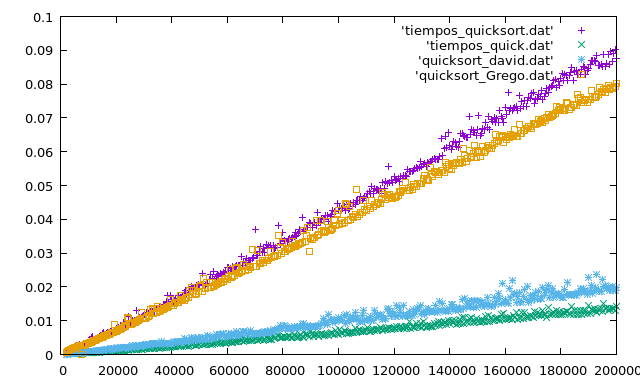 0.1
0.09
0.08
0.07
0.06
0.05
0.04
0.03
0.02
0.01
0
'tiempos_quicksort.dat'
'tiempos_quick.dat'
'quicksort_david.dat'
'quicksort_Grego.dat'
0 20000 40000 60000 80000 100000 120000 140000 160000 180000 200000